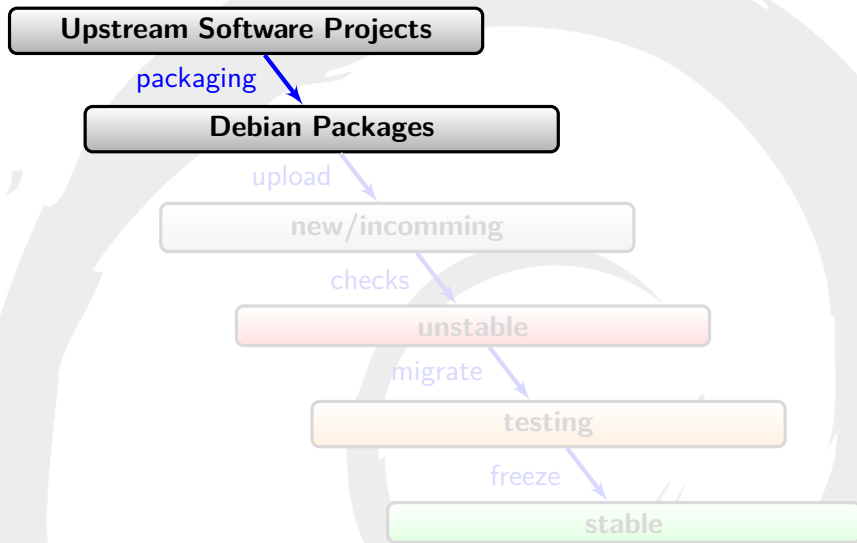 Upstream Software Projects
packaging
Debian Packages
upload
new/incomming
checks
unstable
migrate
testing
freeze
stable